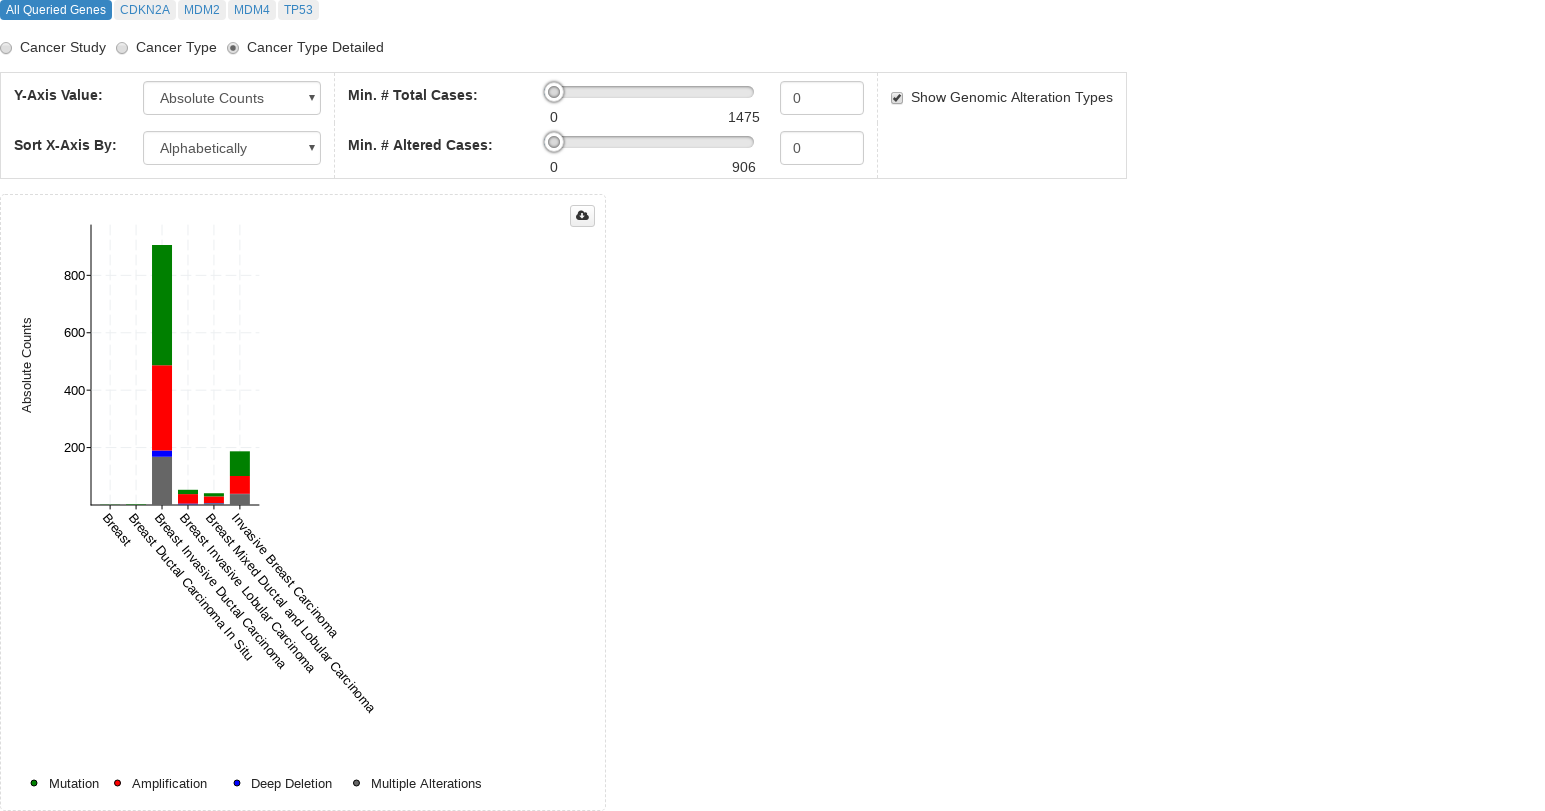 All Queried Genes CDKN2A MDM2 MDM4 TP53
Cancer Study Cancer Type Cancer Type Detailed
Y-Axis Value: Absolute Counts Min. # Total Cases: 0 Show Genomic Alteration Types
0 1475
Sort X-Axis By: Alphabetically Min. # Altered Cases: 0
0 906
800
600
400
200
Absolute Counts
Breast
Breast Ductal Carcinoma In Situ
Breast Invasive Ductal Carcinoma
Breast Invasive Lobular Carcinoma
Breast Mixed Ductal and Lobular Carcinoma
Invasive Breast Carcinoma
Mutation Amplification Deep Deletion Multiple Alterations